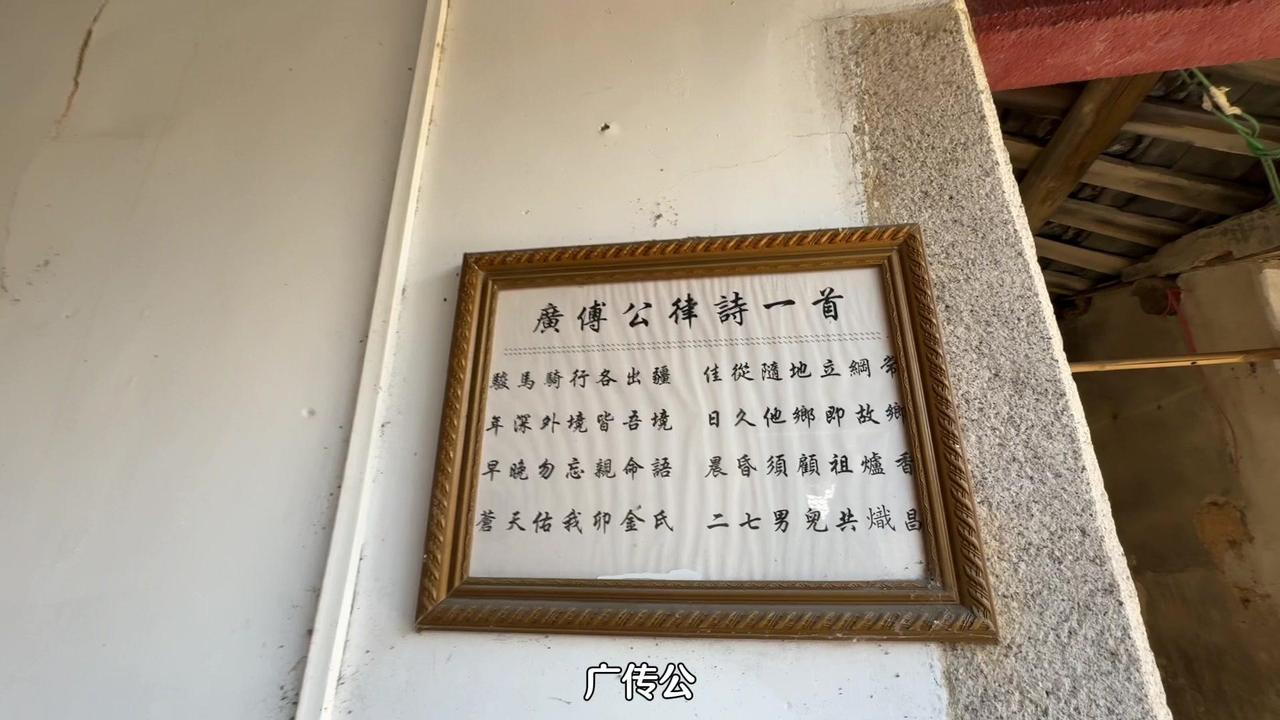 廣傅公律詩一首
駿馬騎行各出疆 佳從隨地立綱常
年深外境皆吾境 日久他鄉即故鄉
早晚勿忘親命語 晨昏須顧祖爐香
蒼天佑我卯金氏 二七男兒共熾昌
广传公